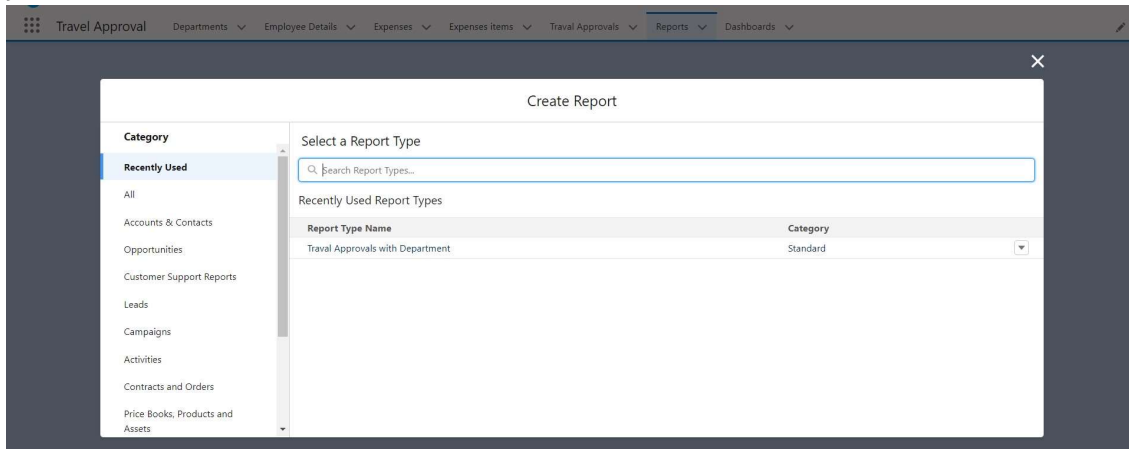 Travel Approval Departments Employee Details Expenses Expenses items Traval Approvals Reports Dashboards
Create Report
Category
Recently Used
All
Accounts & Contacts
Opportunities
Customer Support Reports
Leads
Campaigns
Activities
Contracts and Orders
Price Books, Products and
Assets
Select a Report Type
Search Report Types...
Recently Used Report Types
Report Type Name Category
Traval Approvals with Department Standard